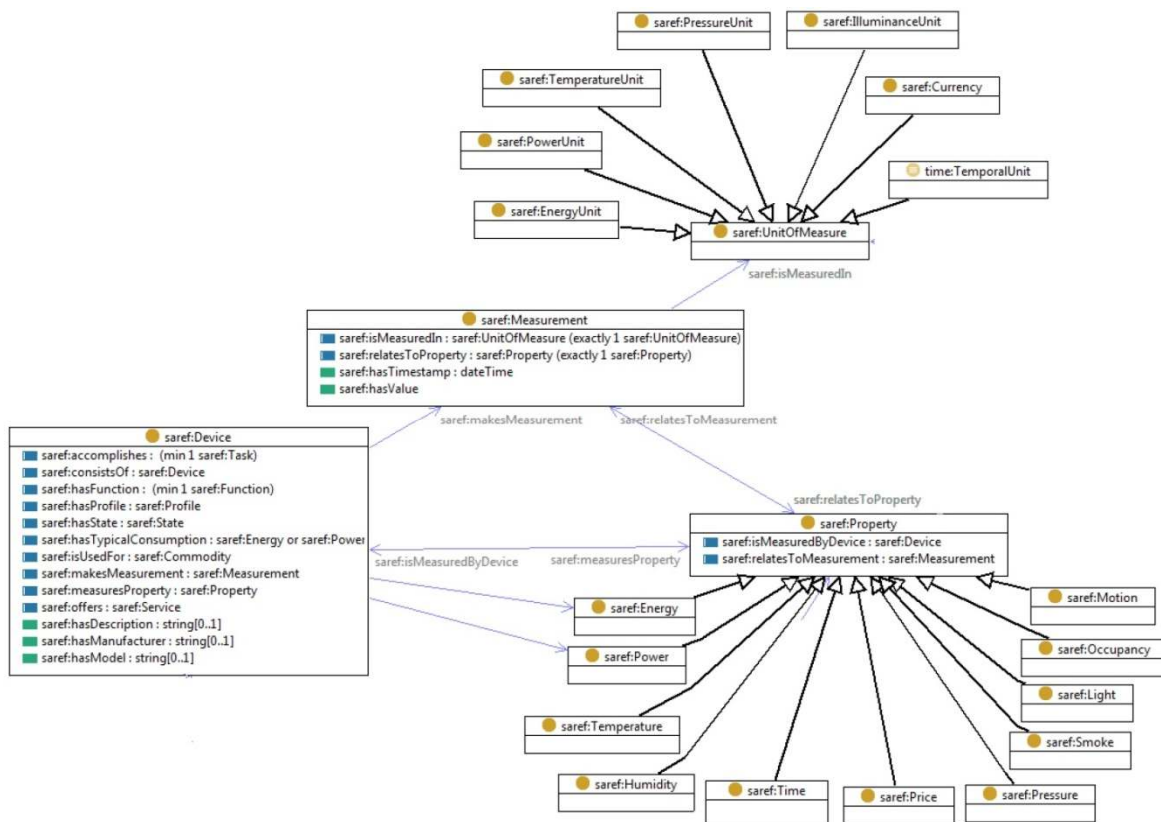 saref:PressureUnit
saref:IlluminanceUnit
saref:TemperatureUnit
saref:Currency
saref:PowerUnit
time:TemporalUnit
saref:EnergyUnit
saref:UnitOfMeasure
saref:isMeasuredIn
saref:Measurement
saref:isMeasuredIn : saref:UnitOfMeasure (exactly 1 saref:UnitOfMeasure)
saref:relatesToProperty : saref:Property (exactly 1 saref:Property)
saref:hasTimestamp : dateTime
saref:hasValue
saref:makesMeasurement
saref:relatesToMeasurement
saref:Device
saref:accomplishes : (min 1 saref:Task)
saref:consistsOf : saref:Device
saref:hasFunction : (min 1 saref:Function)
saref:hasProfile : saref:Profile
saref:hasState : saref:State
saref:hasTypicalConsumption : saref:Energy or saref:Power
saref:isUsedFor : saref:Commodity
saref:makesMeasurement : saref:Measurement
saref:measuresProperty : saref:Property
saref:offers : saref:Service
saref:hasDescription : string[0..1]
saref:hasManufacturer : string[0..1]
saref:hasModel : string[0..1]
saref:relatesToProperty
saref:Property
saref:isMeasuredByDevice : saref:Device
saref:relatesToMeasurement : saref:Measurement
saref:isMeasuredByDevice
saref:measuresProperty
saref:Energy
saref:Motion
saref:Power
saref:Occupancy
saref:Light
saref:Temperature
saref:Smoke
saref:Humidity
saref:Time
saref:Price
saref:Pressure